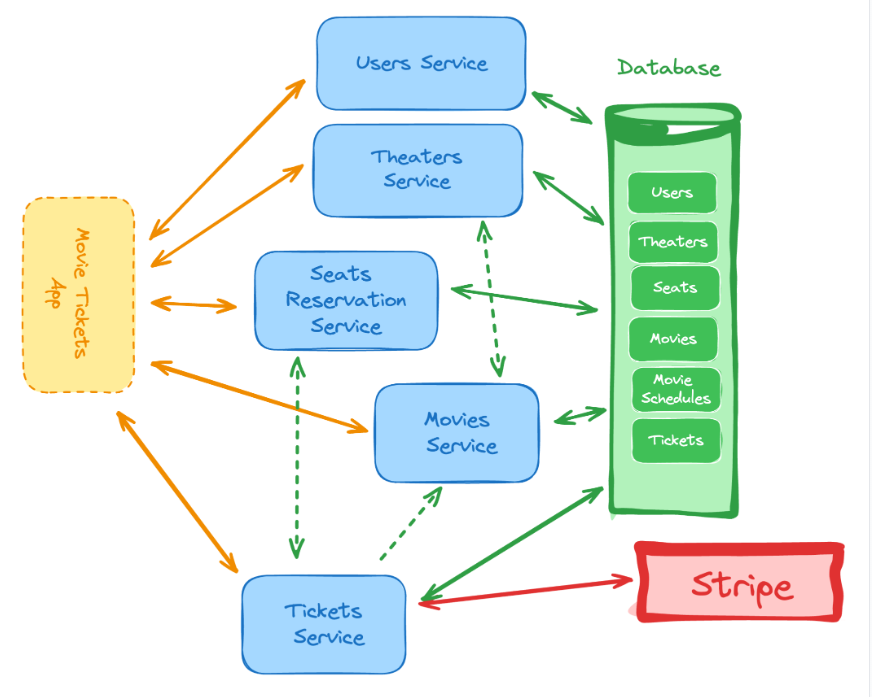 Users Service
Database
Theaters
Service
Users
Theaters
Seats
Movies
Movie
Schedules
Tickets
Movie Tickets
App
Seats
Reservation
Service
Movies
Service
Tickets
Service
Stripe